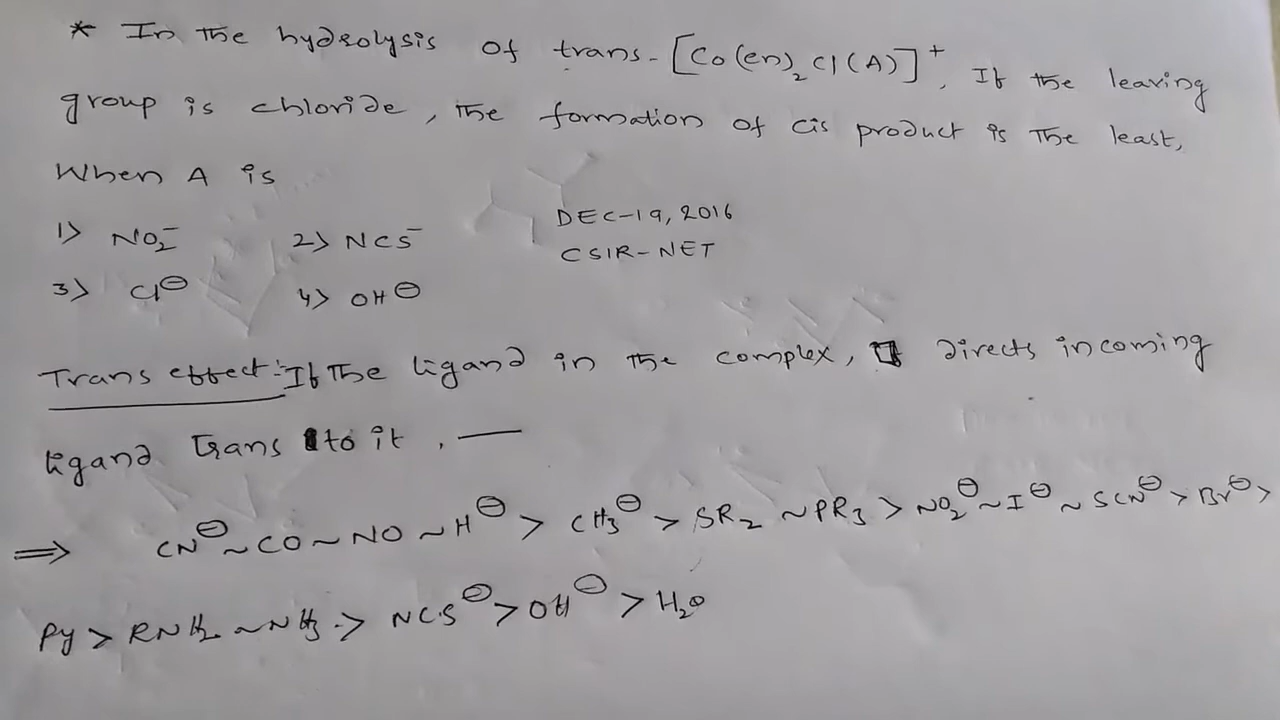 * In the hydrolysis of trans-[Co(en)₂Cl(A)]⁺, If the leaving
group is chloride, the formation of cis product is the least,
When A is
1) NO₂⁻ 2) NCS⁻
3) Cl⊖ 4) OH⊖
DEC-19, 2016
CSIR-NET
Trans effect:- If the ligand in the complex, directs incoming
ligand trans to it, —
⇒ CN⊖ ~ CO ~ NO ~ H⊖ > CH₃⊖ > SR₂ ~ PR₃ > NO₂⊖ ~ I⊖ ~ SCN⊖ > Br⊖ >
Py > RNH₂ ~ NH₃ > NCS⊖ > OH⊖ > H₂O